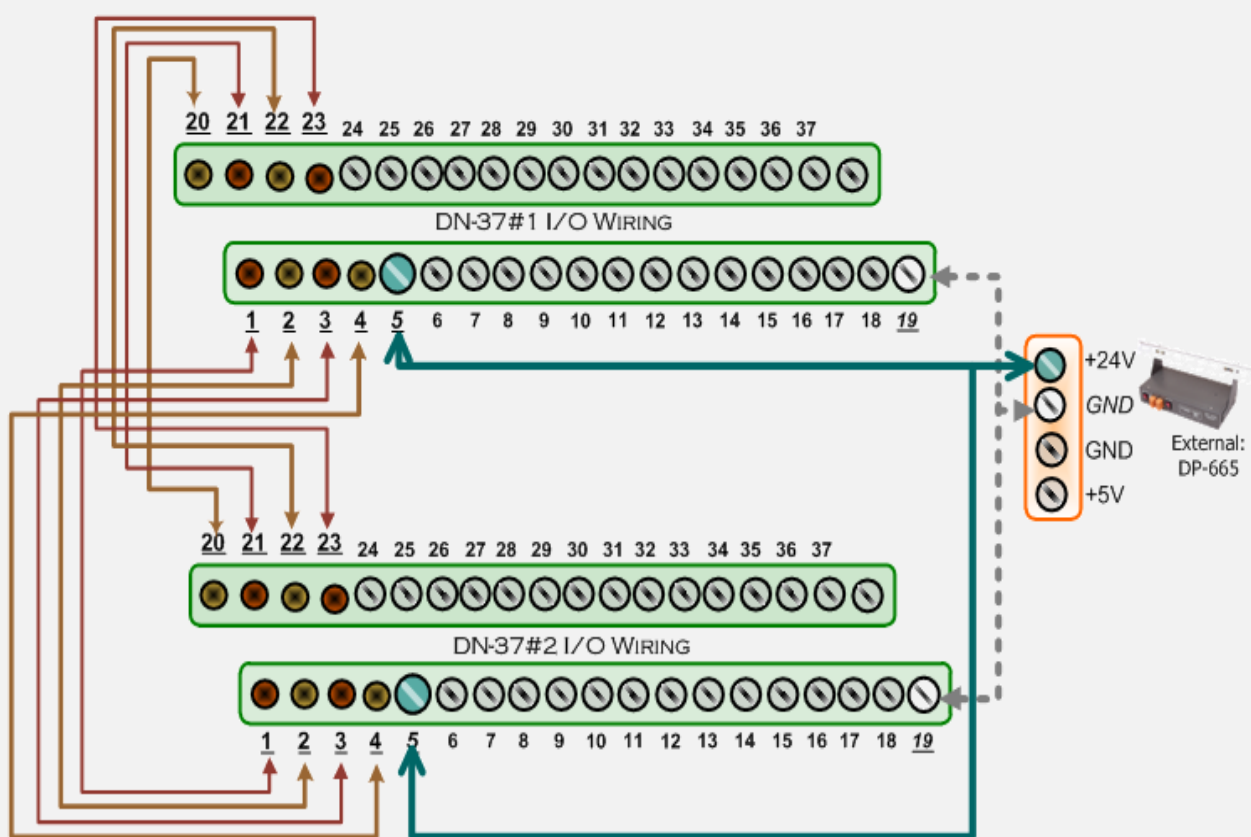 20 21 22 23 24 25 26 27 28 29 30 31 32 33 34 35 36 37
DN-37#1 I/O WIRING
1 2 3 4 5 6 7 8 9 10 11 12 13 14 15 16 17 18 19
+24V
GND
GND
+5V
External:
DP-665
20 21 22 23 24 25 26 27 28 29 30 31 32 33 34 35 36 37
DN-37#2 I/O WIRING
1 2 3 4 5 6 7 8 9 10 11 12 13 14 15 16 17 18 19